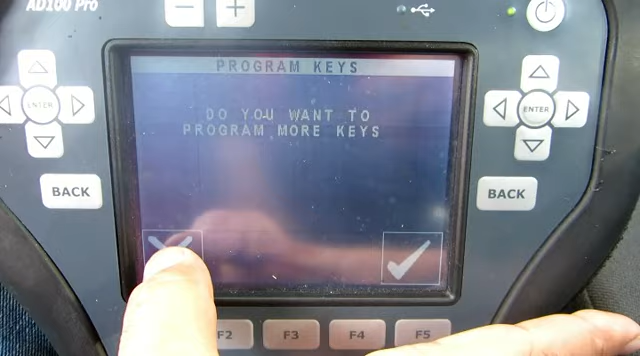 AD100 Pro
PROGRAM KEYS
DO YOU WANT TO
PROGRAM MORE KEYS
ENTER
ENTER
BACK
BACK
F2
F3
F4
F5